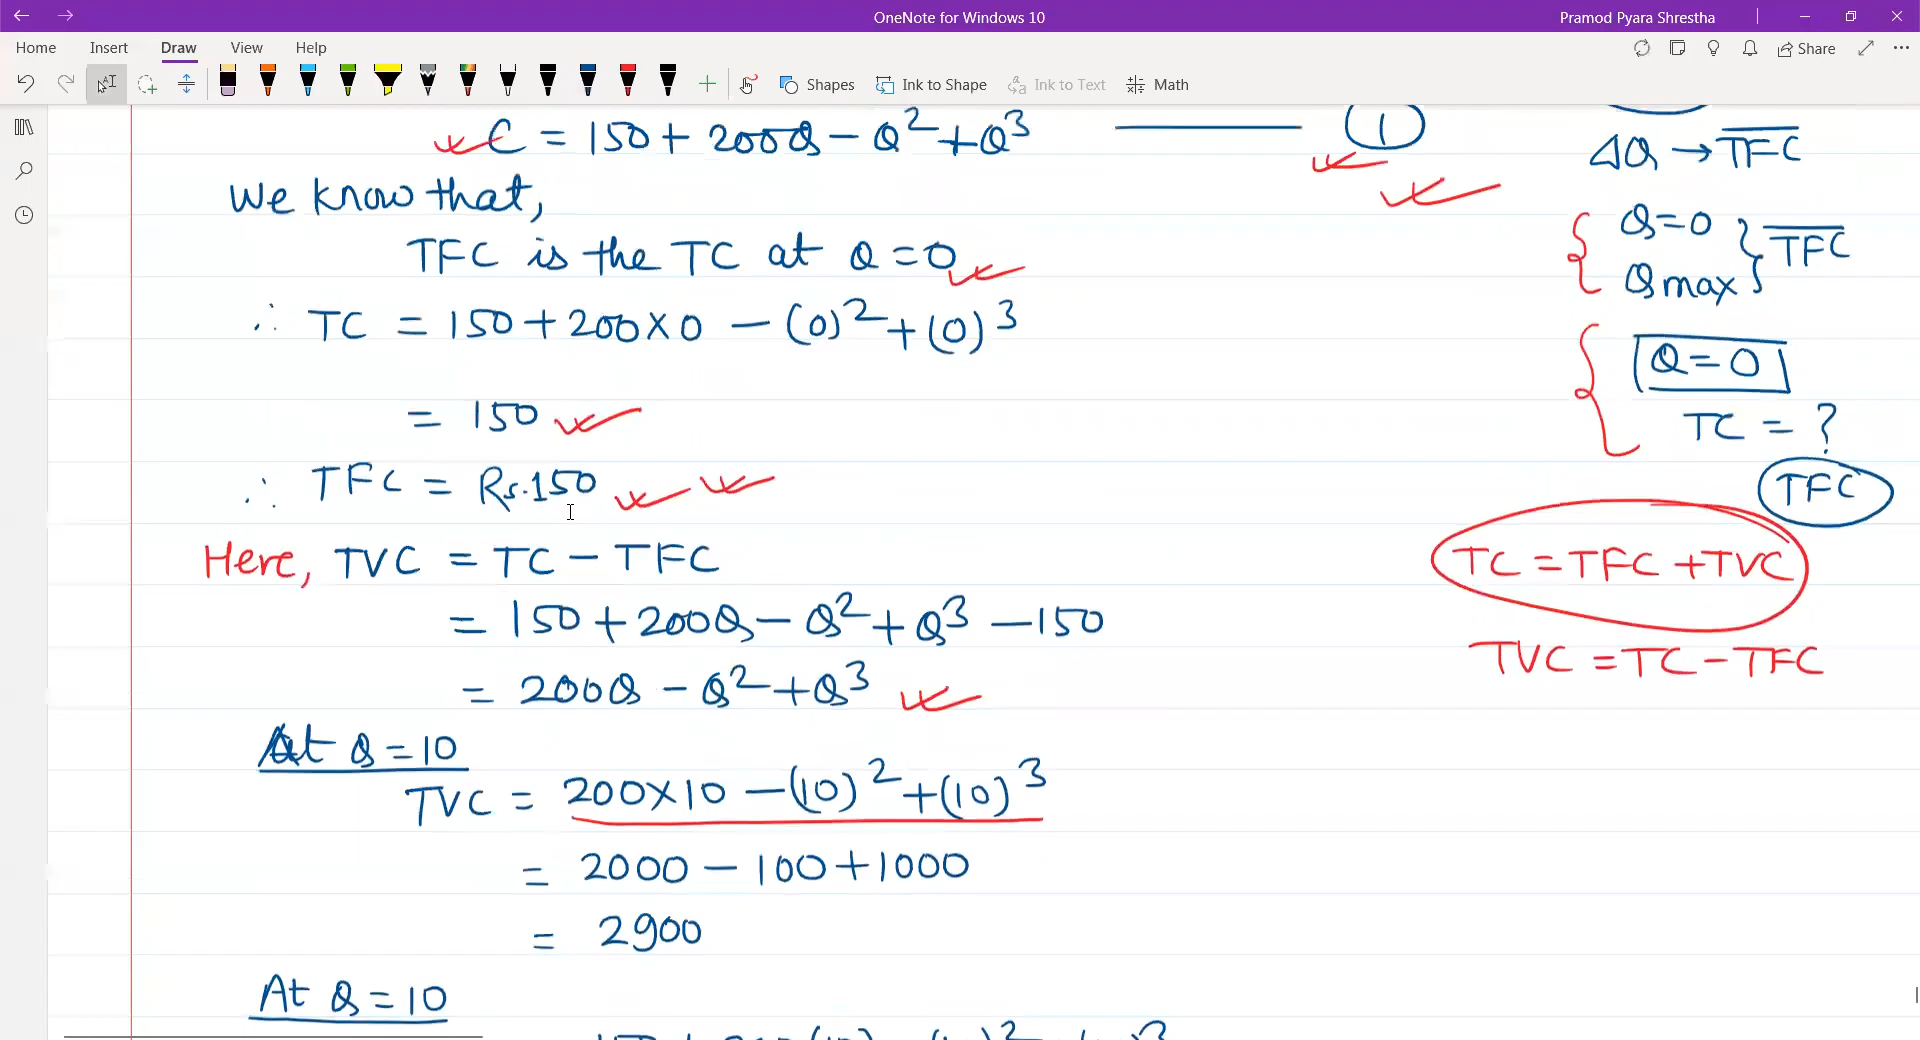 OneNote for Windows 10
Pramod Pyara Shrestha
Home Insert Draw View Help
Share
Shapes Ink to Shape Ink to Text Math
C = 150 + 200Q - Q² + Q³ ——— 1
We know that,
TFC is the TC at Q = 0
∴ TC = 150 + 200 × 0 - (0)² + (0)³
= 150
∴ TFC = Rs.150
Here, TVC = TC - TFC
= 150 + 200Q - Q² + Q³ - 150
= 200Q - Q² + Q³
At Q = 10
TVC = 200 × 10 - (10)² + (10)³
= 2000 - 100 + 1000
= 2900
At Q = 10
ΔQ → TFC
Q = 0
TFC
Q max
Q = 0
TC = ?
TFC
TC = TFC + TVC
TVC = TC - TFC